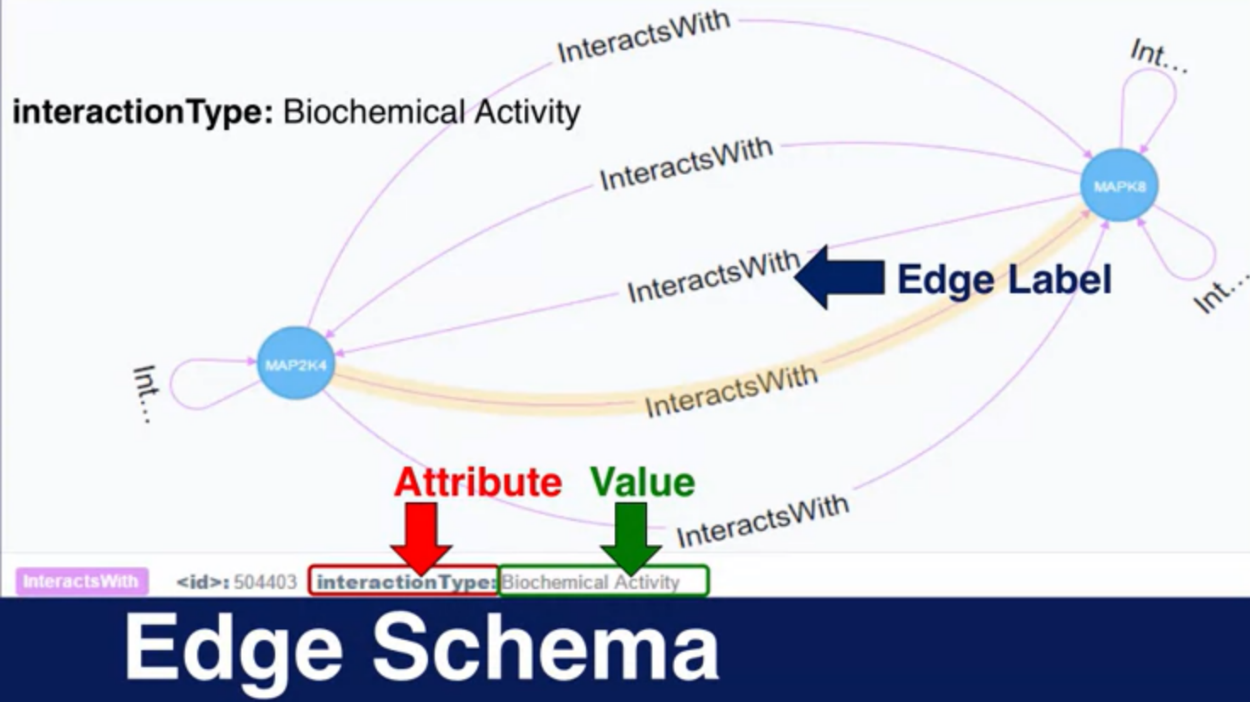 InteractsWith
Int...
interactionType: Biochemical Activity
InteractsWith
MAPK8
InteractsWith
Edge Label
Int...
MAP2K4
Int...
InteractsWith
Attribute
Value
InteractsWith
InteractsWith <id>: 504403 interactionType: Biochemical Activity
Edge Schema